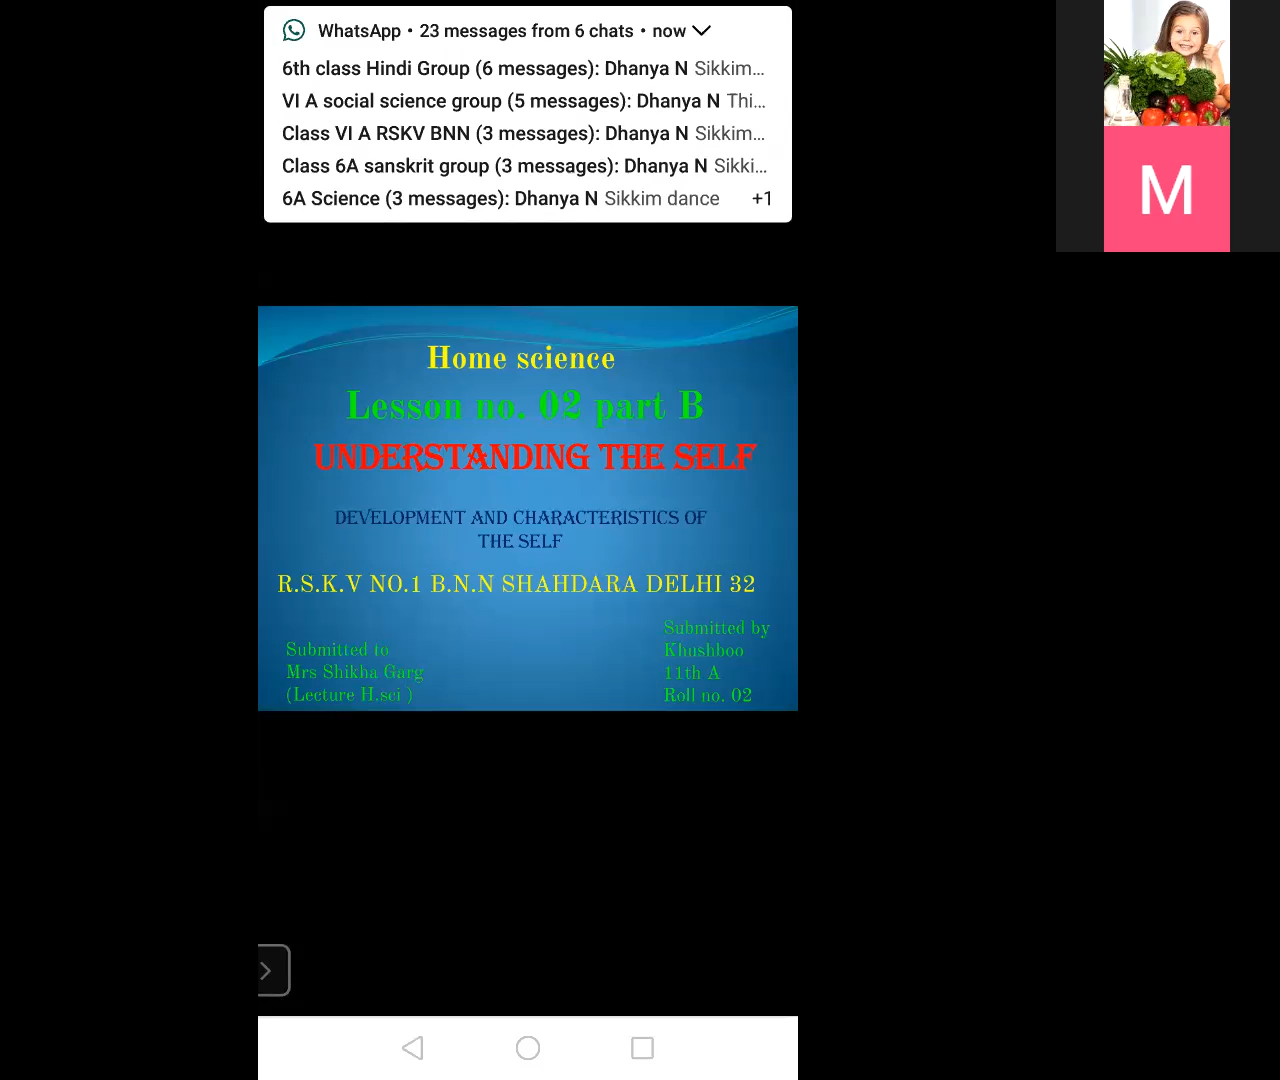 WhatsApp • 23 messages from 6 chats • now
6th class Hindi Group (6 messages): Dhanya N Sikkim...
VI A social science group (5 messages): Dhanya N Thi...
Class VI A RSKV BNN (3 messages): Dhanya N Sikkim...
Class 6A sanskrit group (3 messages): Dhanya N Sikki...
6A Science (3 messages): Dhanya N Sikkim dance +1
M
Home science
Lesson no. 02 part B
UNDERSTANDING THE SELF
DEVELOPMENT AND CHARACTERISTICS OF
THE SELF
R.S.K.V NO.1 B.N.N SHAHDARA DELHI 32
Submitted to
Mrs Shikha Garg
(Lecture H.sci )
Submitted by
Khushboo
11th A
Roll no. 02